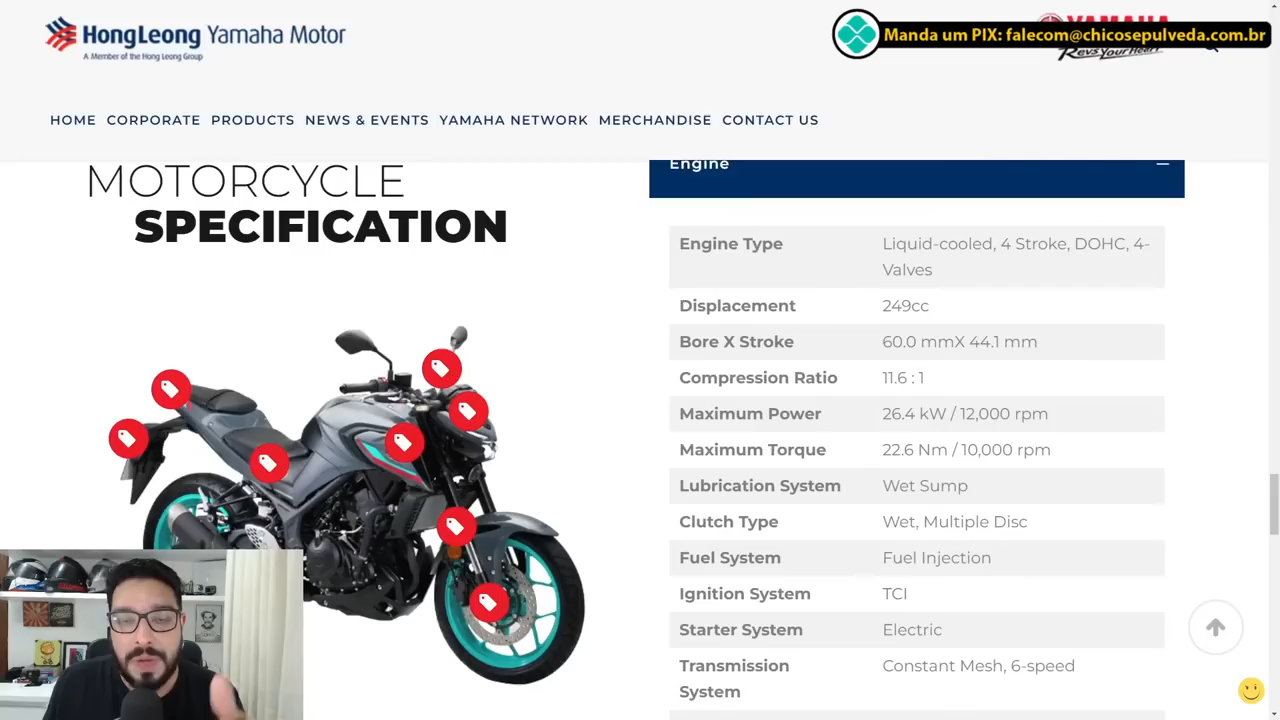 HongLeong Yamaha Motor
A Member of the Hong Leong Group
YAMAHA
Manda um PIX: falecom@chicosepulveda.com.br
Revs Your Heart
HOME CORPORATE PRODUCTS NEWS & EVENTS YAMAHA NETWORK MERCHANDISE CONTACT US
MOTORCYCLE
SPECIFICATION
Engine
Engine Type Liquid-cooled, 4 Stroke, DOHC, 4-
Valves
Displacement 249cc
Bore X Stroke 60.0 mmX 44.1 mm
Compression Ratio 11.6 : 1
Maximum Power 26.4 kW / 12,000 rpm
Maximum Torque 22.6 Nm / 10,000 rpm
Lubrication System Wet Sump
Clutch Type Wet, Multiple Disc
Fuel System Fuel Injection
Ignition System TCI
Starter System Electric
Transmission Constant Mesh, 6-speed
System